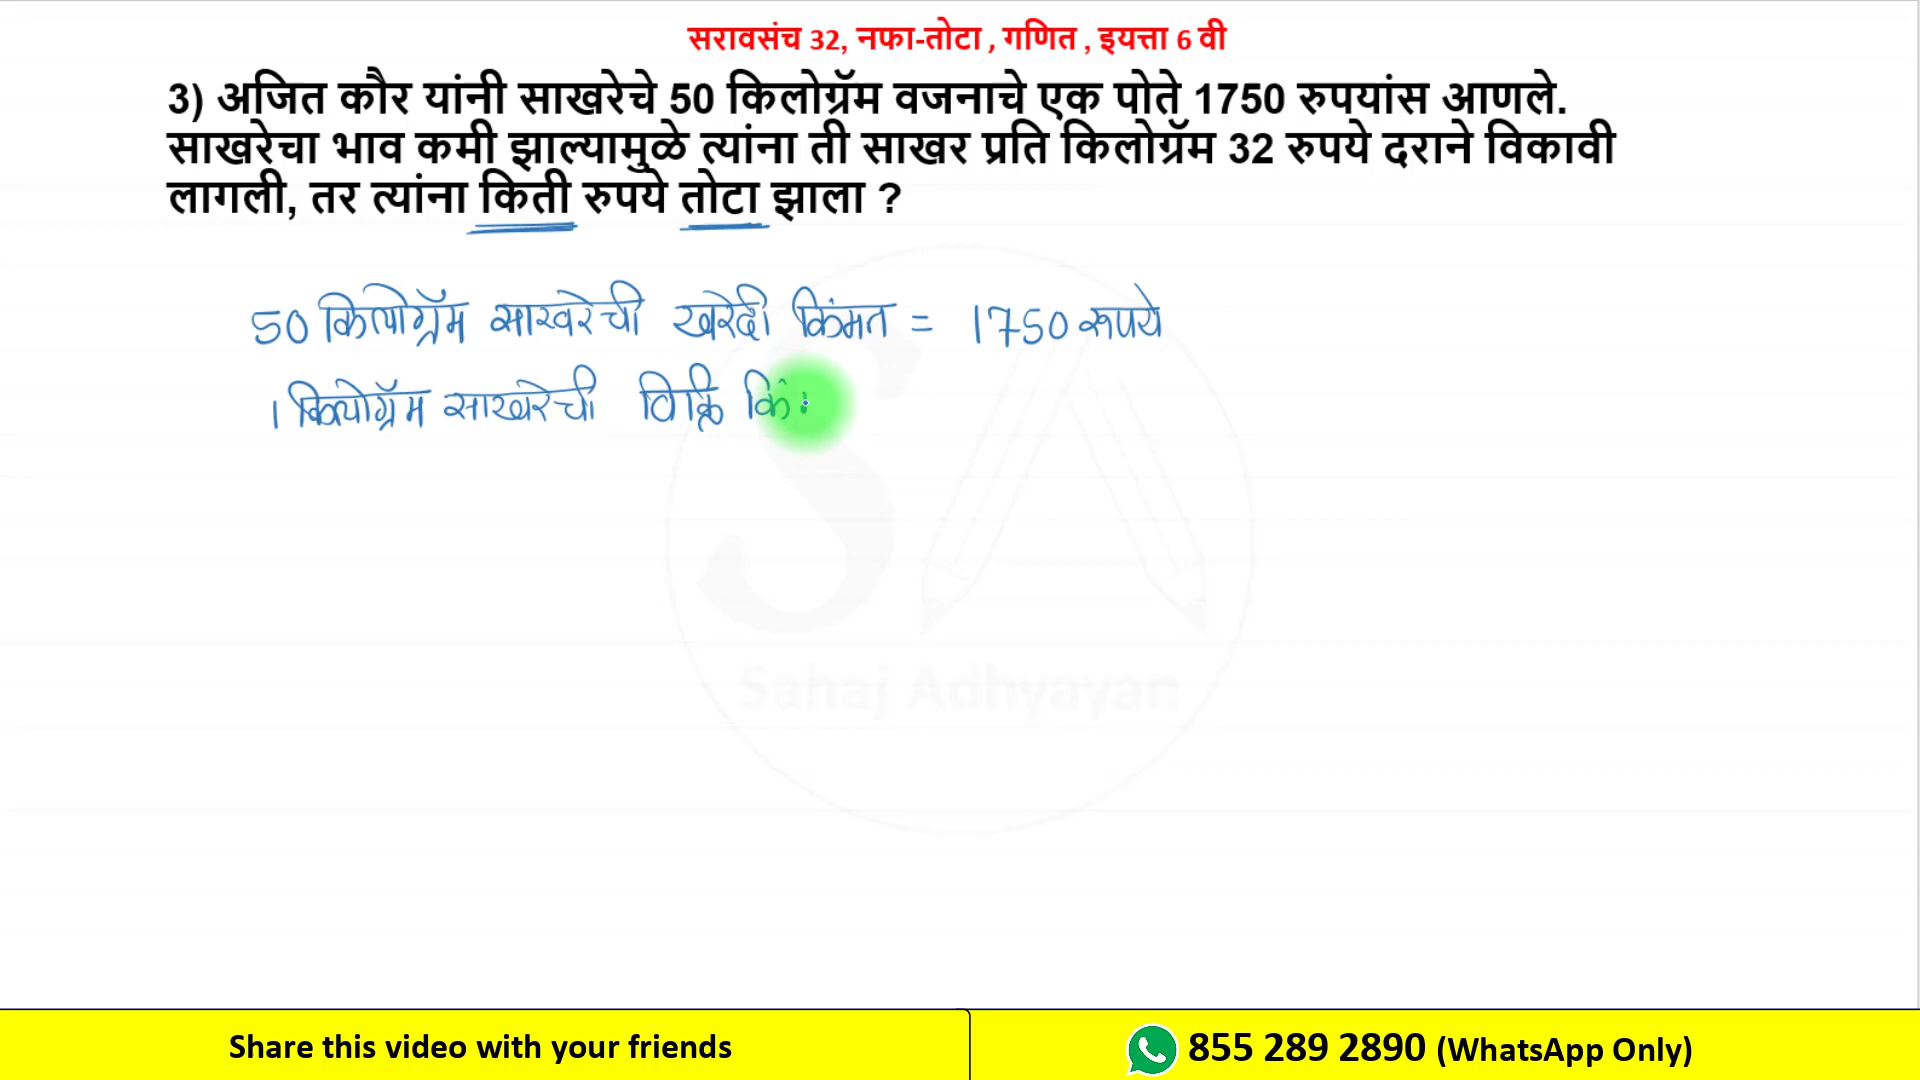 सरावसंच 32, नफा-तोटा , गणित , इयत्ता 6 वी
3) अजित कौर यांनी साखरेचे 50 किलोग्रॅम वजनाचे एक पोते 1750 रुपयांस आणले.
साखरेचा भाव कमी झाल्यामुळे त्यांना ती साखर प्रति किलोग्रॅम 32 रुपये दराने विकावी
लागली, तर त्यांना किती रुपये तोटा झाला ?
50 किलोग्रॅम साखरेची खरेदी किंमत = 1750 रुपये
1 किलोग्रॅम साखरेची विक्रि किं
Sahaj Adhyayan
Share this video with your friends
855 289 2890 (WhatsApp Only)